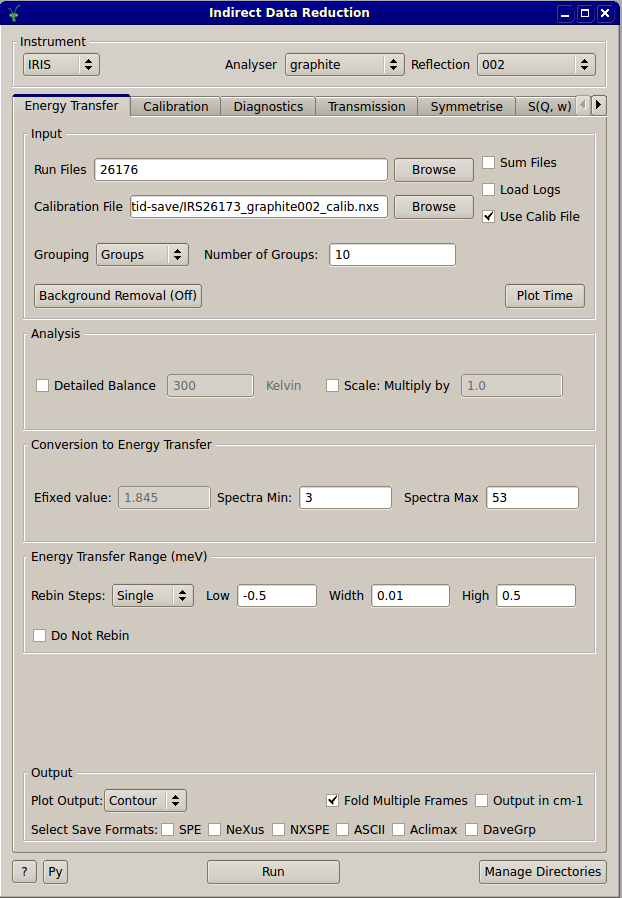 Indirect Data Reduction
Instrument
IRIS Analyser graphite Reflection 002
Energy Transfer Calibration Diagnostics Transmission Symmetrise S(Q, w)
Input
Run Files 26176 Browse Sum Files
Load Logs
Calibration File tid-save/IRS26173_graphite002_calib.nxs Browse Use Calib File
Grouping Groups Number of Groups: 10
Background Removal (Off) Plot Time
Analysis
Detailed Balance 300 Kelvin Scale: Multiply by 1.0
Conversion to Energy Transfer
Efixed value: 1.845 Spectra Min: 3 Spectra Max 53
Energy Transfer Range (meV)
Rebin Steps: Single Low -0.5 Width 0.01 High 0.5
Do Not Rebin
Output
Plot Output: Contour Fold Multiple Frames Output in cm-1
Select Save Formats: SPE NeXus NXSPE ASCII Aclimax DaveGrp
? Py Run Manage Directories